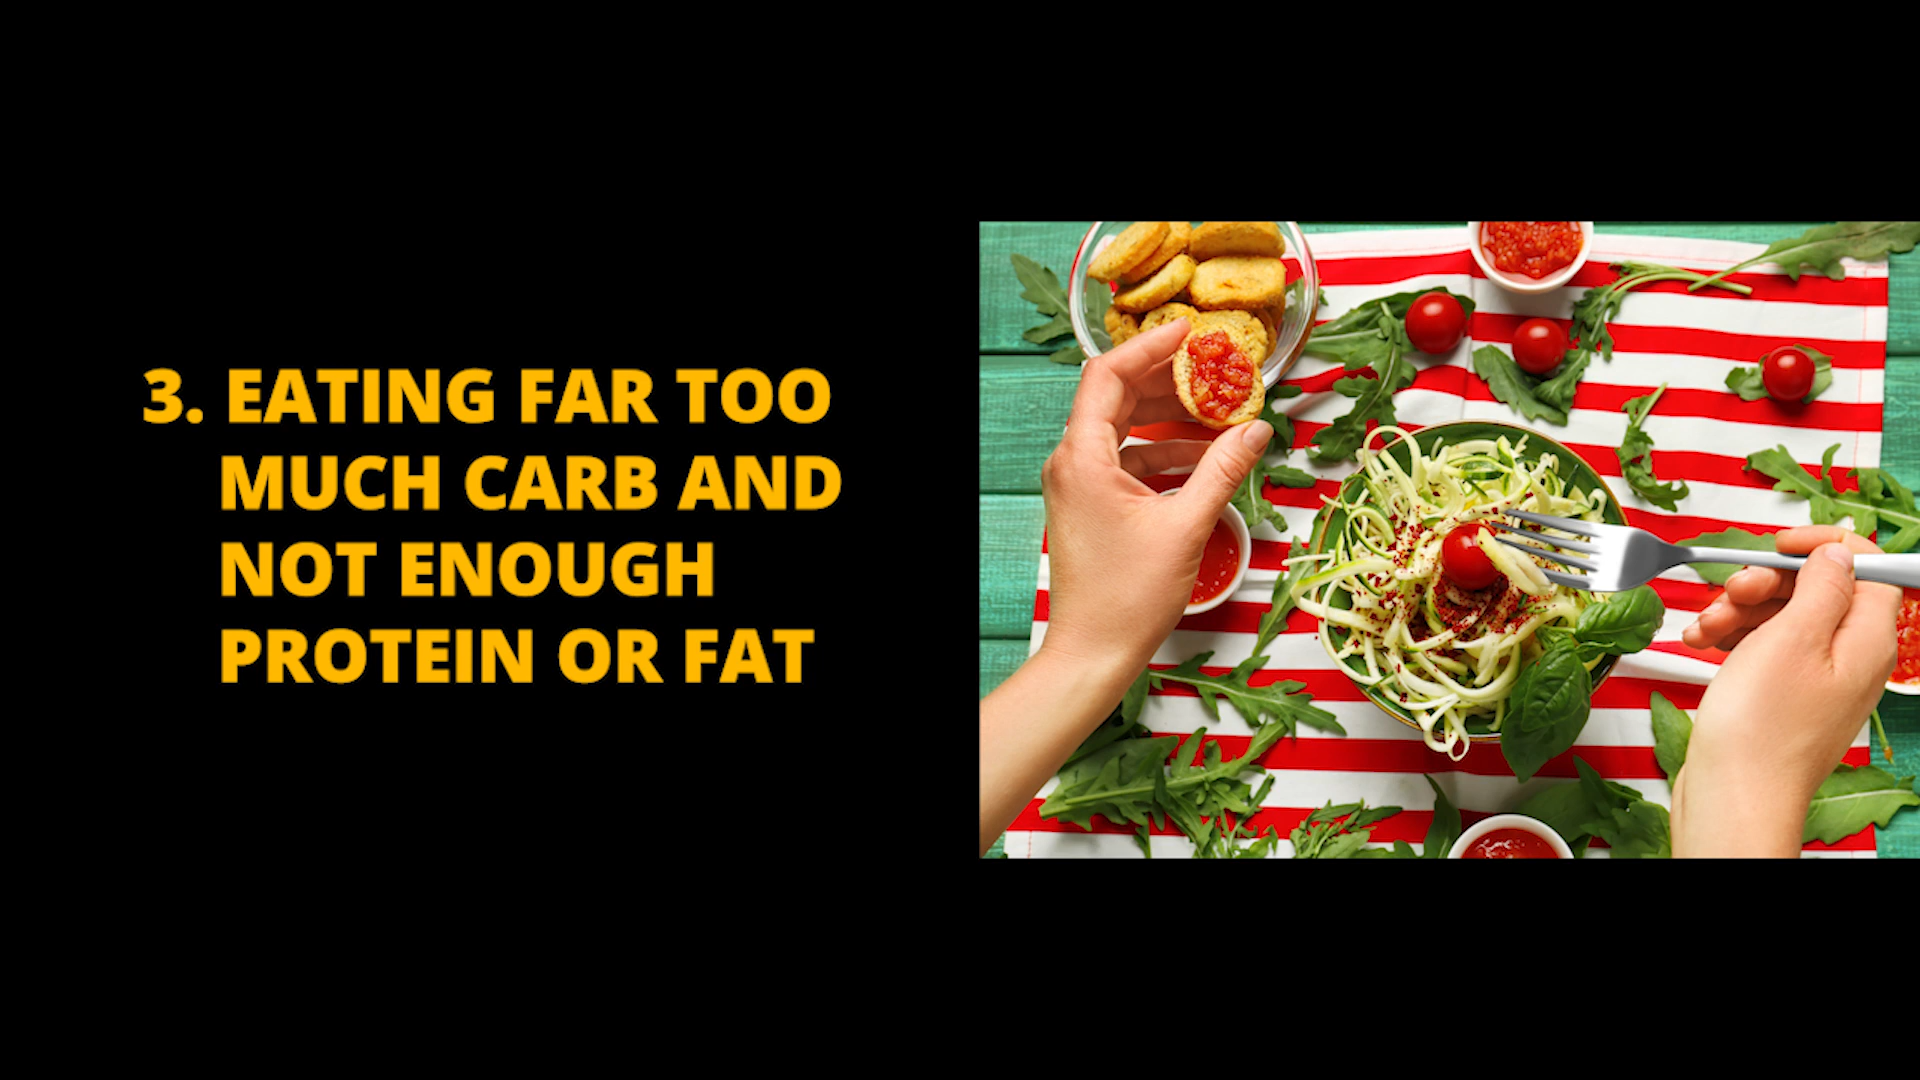 3. EATING FAR TOO
MUCH CARB AND
NOT ENOUGH
PROTEIN OR FAT